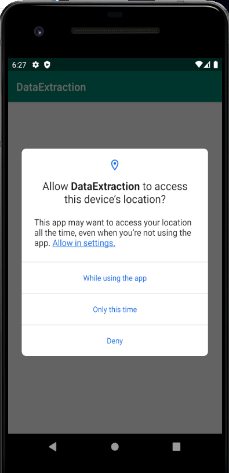 6:27
DataExtraction
Allow DataExtraction to access
this device's location?
This app may want to access your location
all the time, even when you're not using the
app. Allow in settings.
While using the app
Only this time
Deny